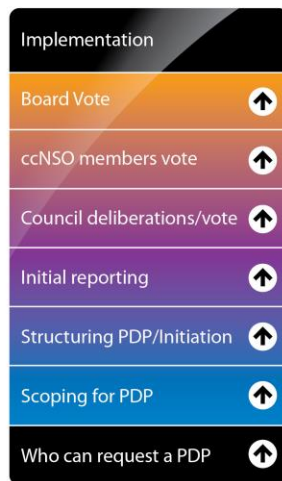 Implementation
Board Vote
ccNSO members vote
Council deliberations/vote
Initial reporting
Structuring PDP/Initiation
Scoping for PDP
Who can request a PDP